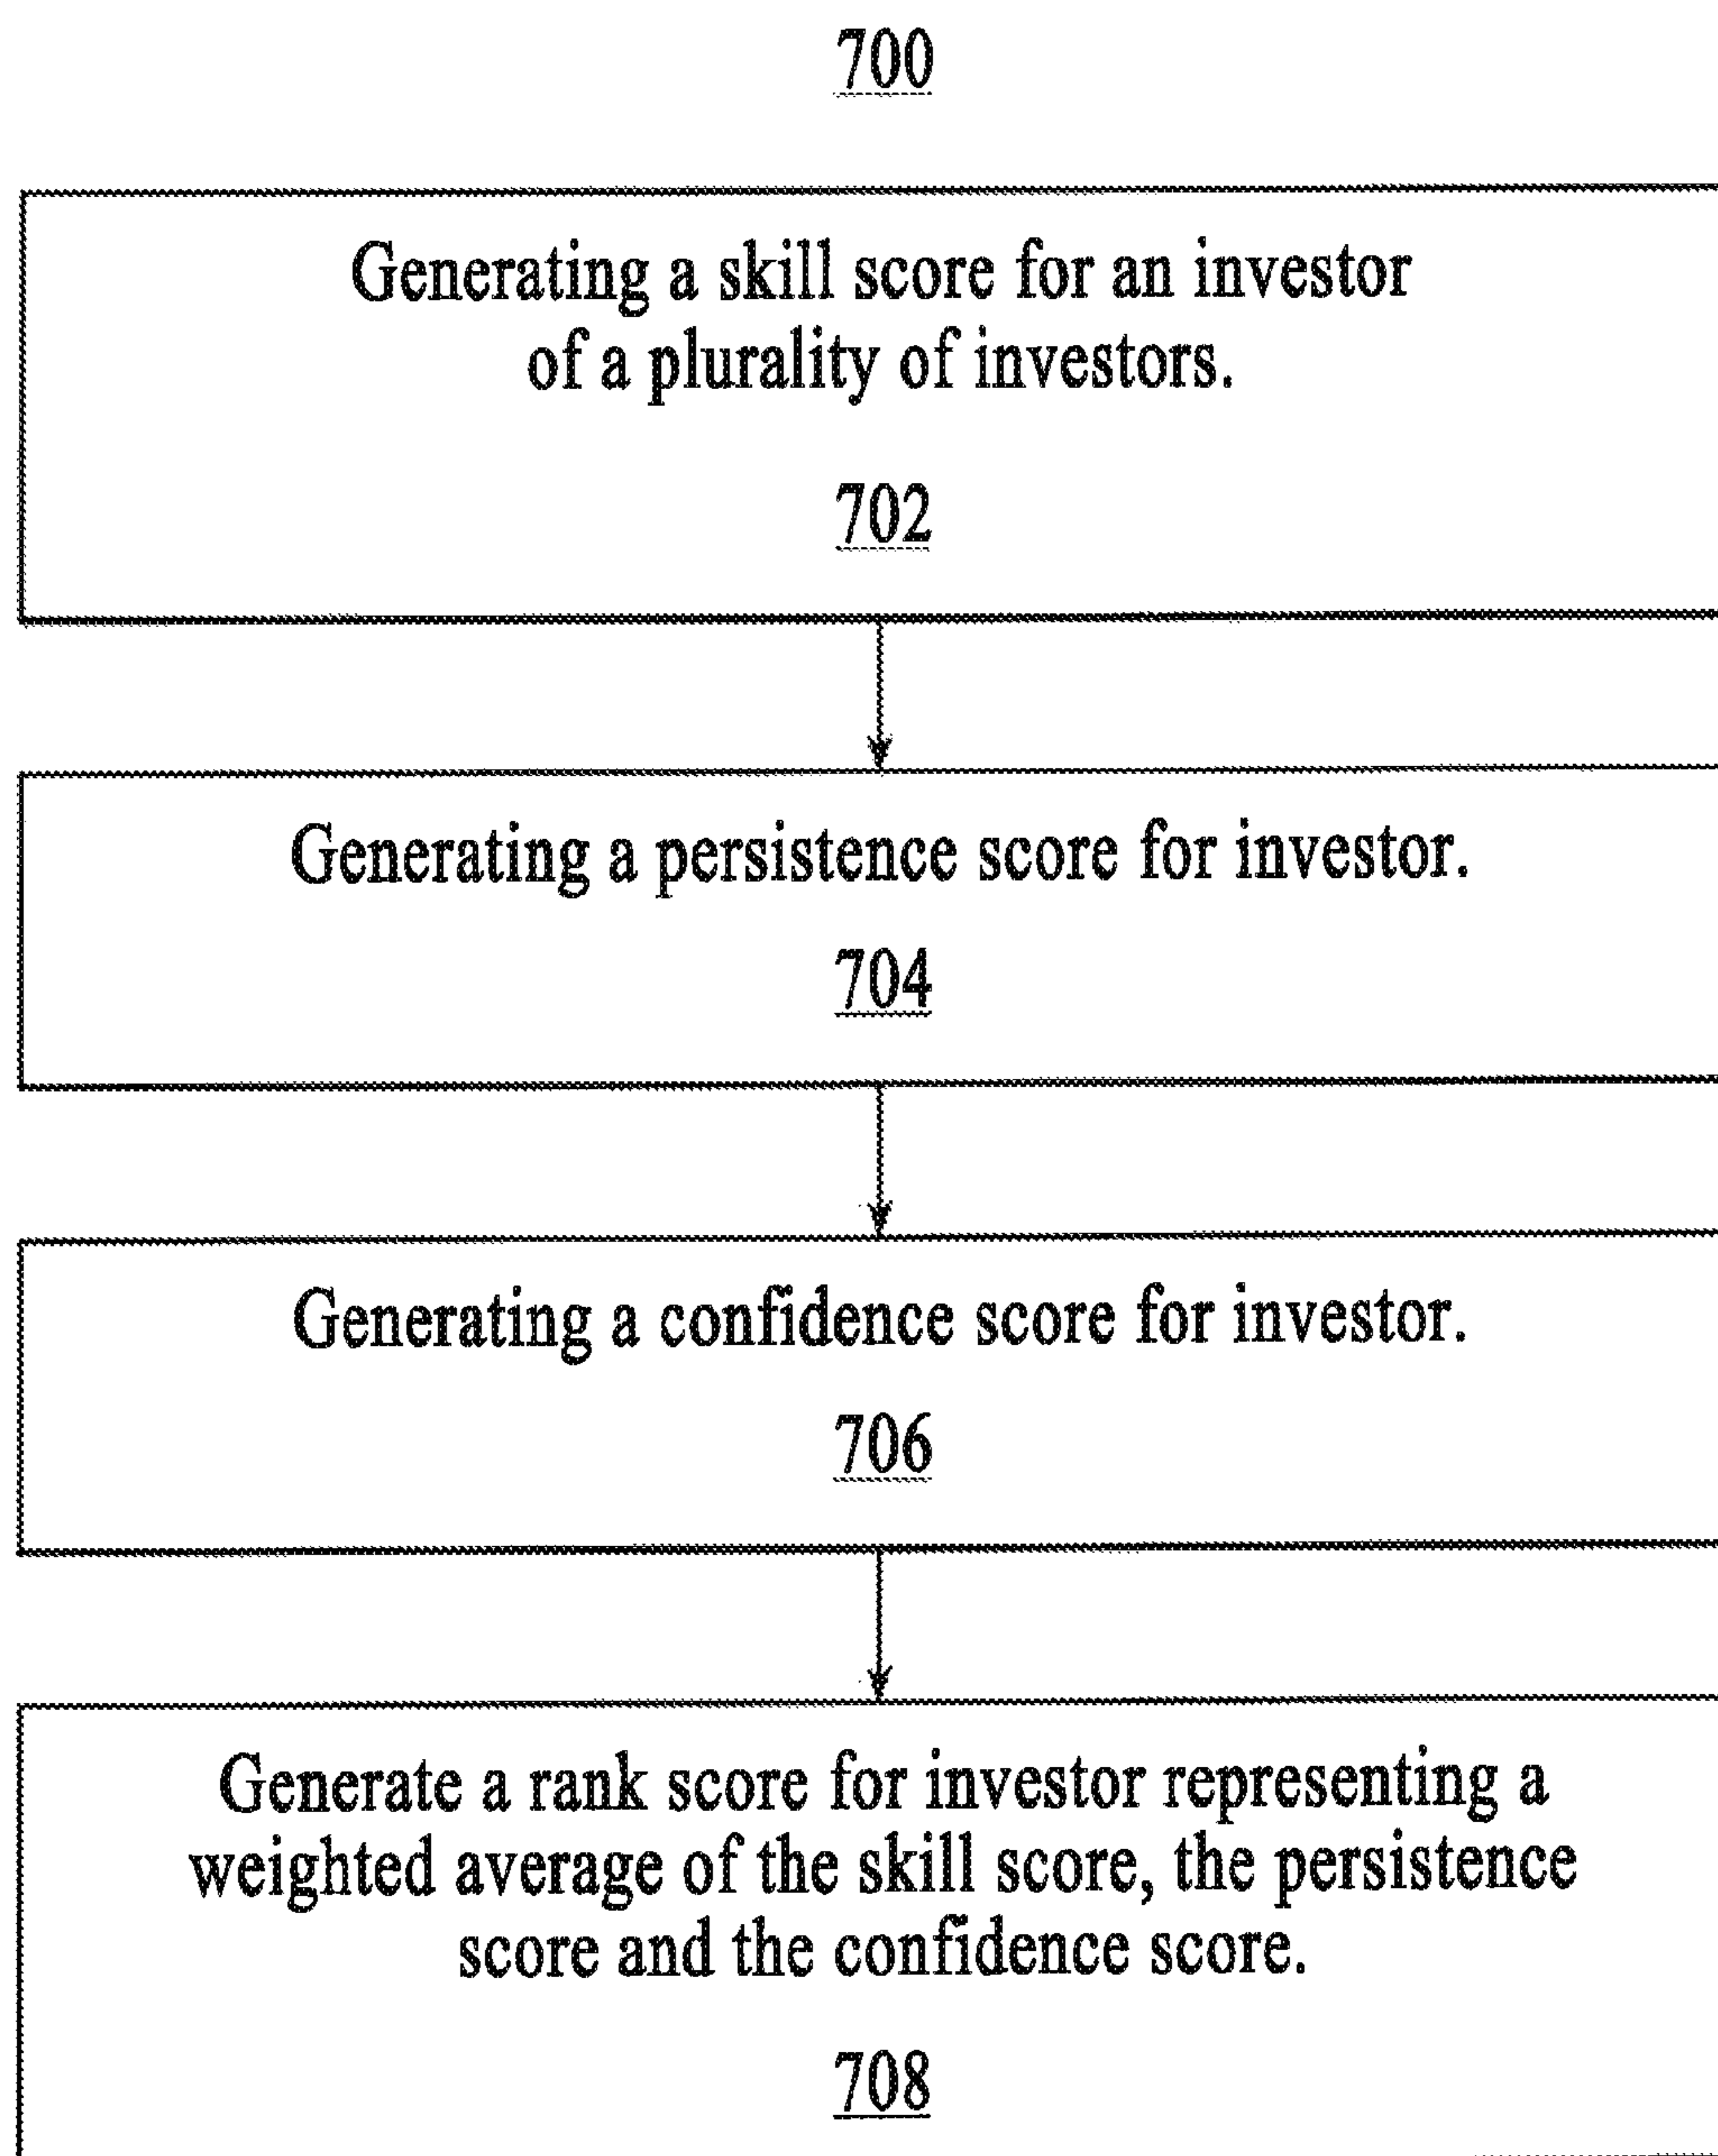 700
Generating a skill score for an investor
of a plurality of investors.
702
Generating a persistence score for investor.
704
Generating a confidence score for investor.
706
Generate a rank score for investor representing a
weighted average of the skill score, the persistence
score and the confidence score.
708